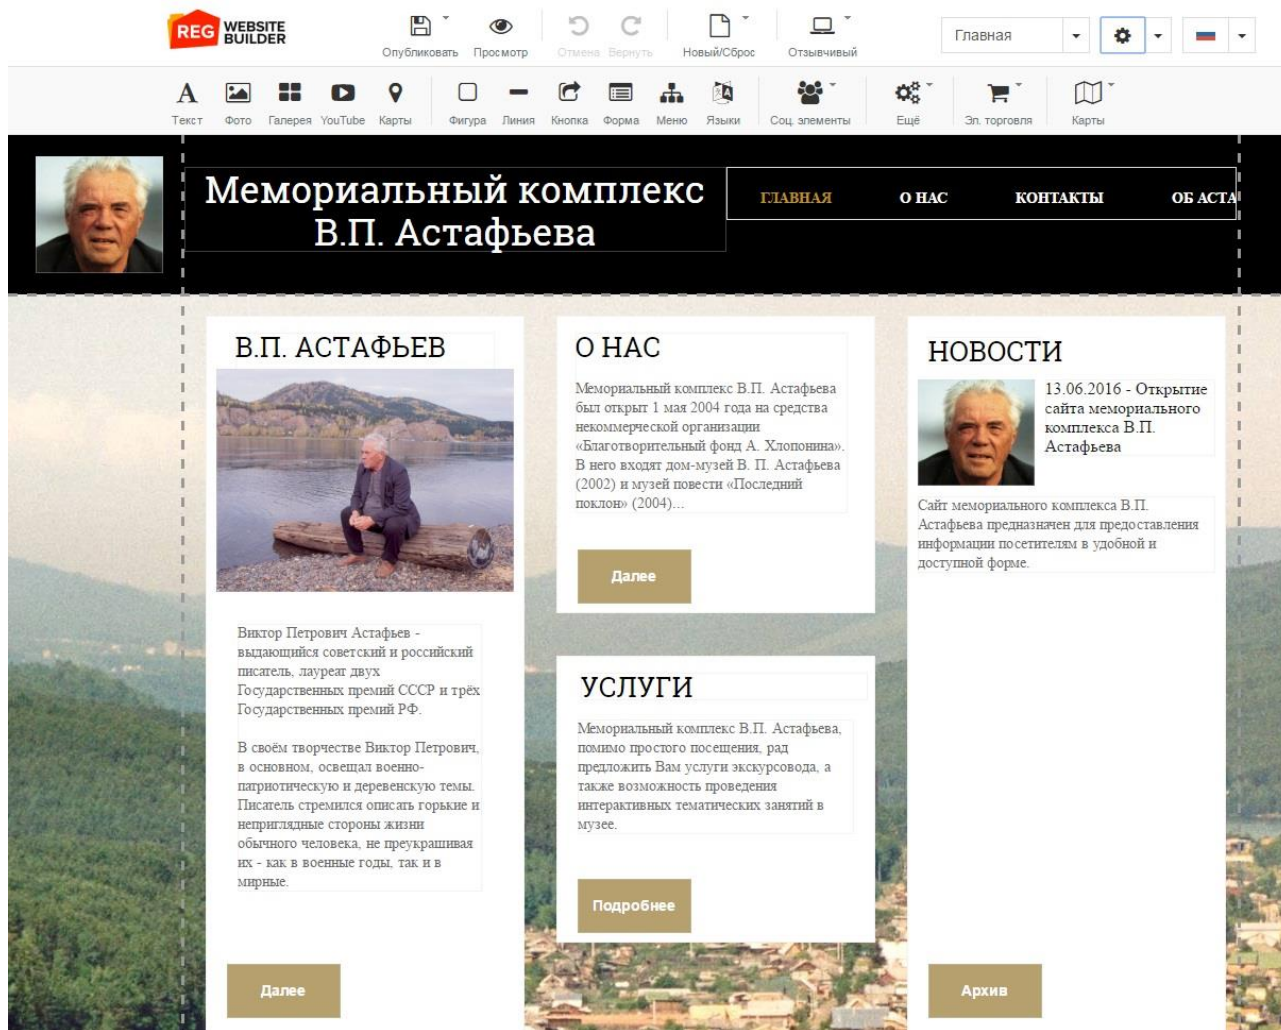 REG WEBSITE BUILDER
Опубликовать Просмотр Отмена Вернуть Новый/Сброс Отзывчивый Главная
Текст Фото Галерея YouTube Карты Фигура Линия Кнопка Форма Меню Языки Соц. элементы Ещё Эл. торговля Карты
Мемориальный комплекс
В.П. Астафьева
ГЛАВНАЯ О НАС КОНТАКТЫ ОБ АСТА
В.П. АСТАФЬЕВ
Виктор Петрович Астафьев -
выдающийся советский и российский
писатель, лауреат двух
Государственных премий СССР и трёх
Государственных премий РФ.
В своём творчестве Виктор Петрович,
в основном, освещал военно-
патриотическую и деревенскую темы.
Писатель стремился описать горькие и
неприглядные стороны жизни
обычного человека, не преукрашивая
их - как в военные годы, так и в
мирные.
Далее
О НАС
Мемориальный комплекс В.П. Астафьева
был открыт 1 мая 2004 года на средства
некоммерческой организации
«Благотворительный фонд А. Хлопонина».
В него входят дом-музей В. П. Астафьева
(2002) и музей повести «Последний
поклон» (2004)...
Далее
УСЛУГИ
Мемориальный комплекс В.П. Астафьева,
помимо простого посещения, рад
предложить Вам услуги экскурсовода, а
также возможность проведения
интерактивных тематических занятий в
музее.
Подробнее
НОВОСТИ
13.06.2016 - Открытие
сайта мемориального
комплекса В.П.
Астафьева
Сайт мемориального комплекса В.П.
Астафьева предназначен для предоставления
информации посетителям в удобной и
доступной форме.
Архив